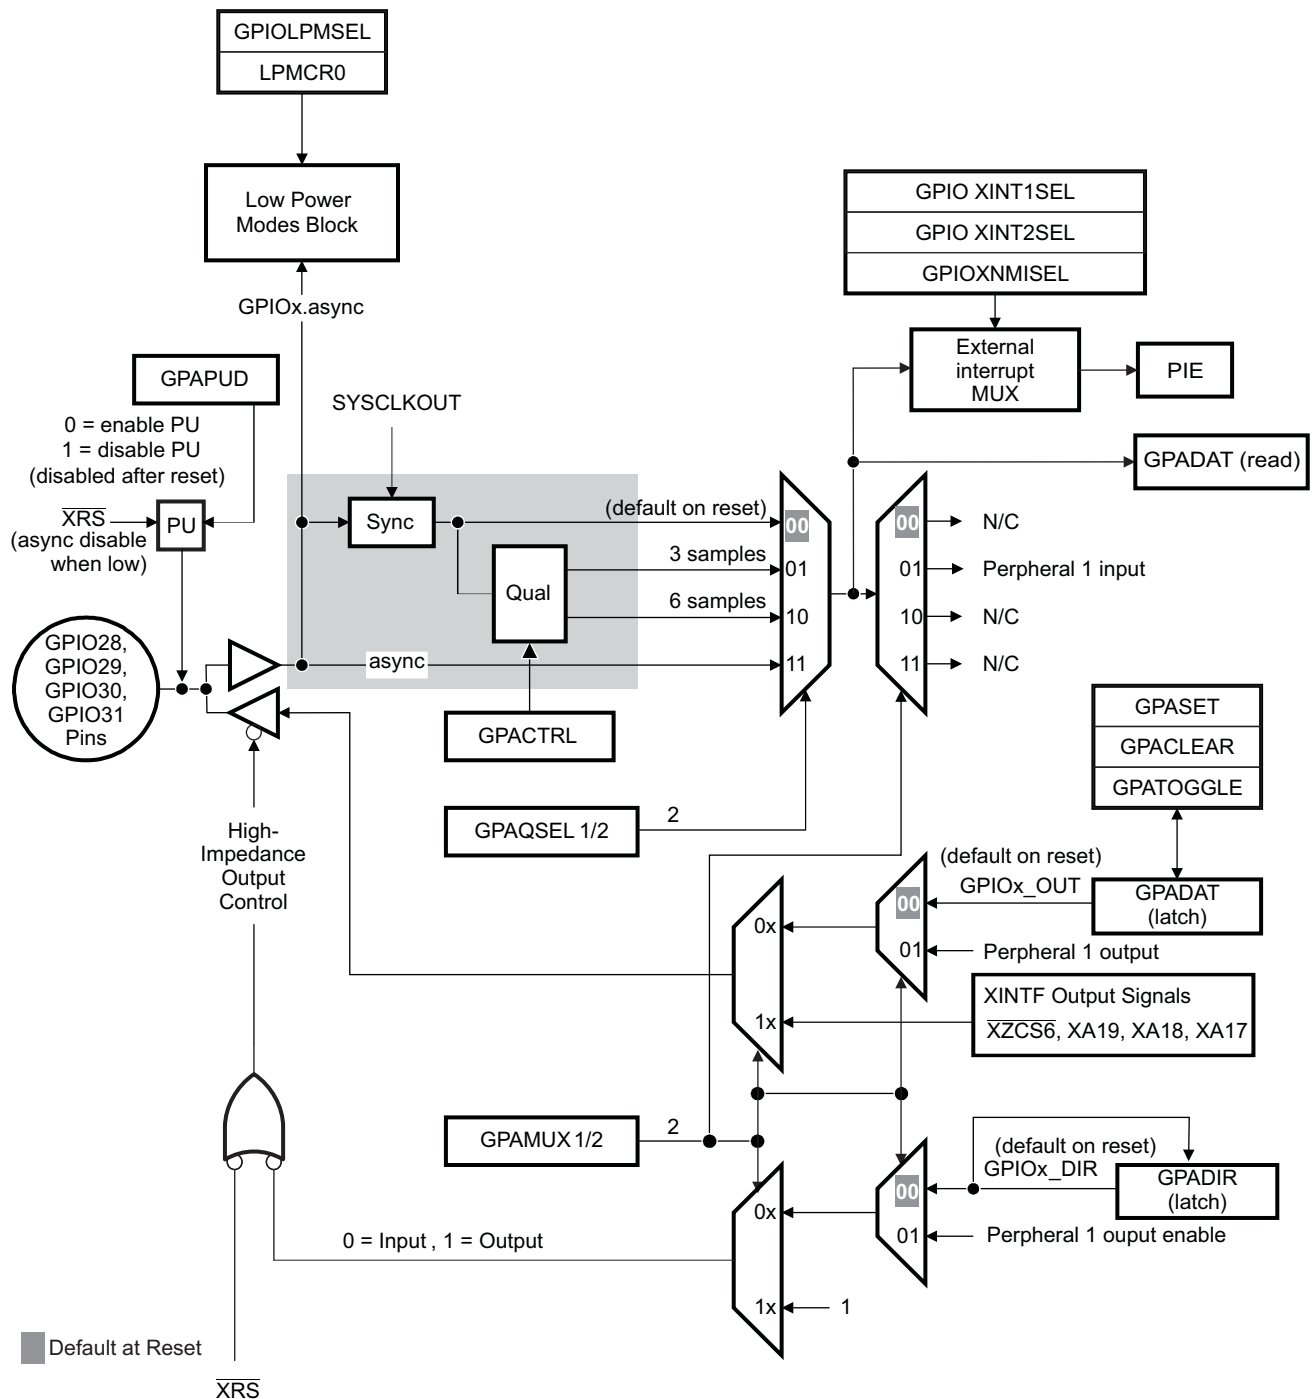 GPIOLPMSEL
LPMCR0
Low Power
Modes Block
GPIOx.async
GPIO XINT1SEL
GPIO XINT2SEL
GPIOXNMISEL
External
interrupt
MUX
PIE
GPAPUD
0 = enable PU
1 = disable PU
(disabled after reset)
SYSCLKOUT
GPADAT (read)
XRS
(async disable
when low)
PU
Sync
(default on reset)
3 samples
Qual
6 samples
async
00
01
10
11
00
01
10
11
N/C
Perpheral 1 input
N/C
N/C
GPIO28,
GPIO29,
GPIO30,
GPIO31
Pins
GPACTRL
GPAQSEL 1/2
2
GPASET
GPACLEAR
GPATOGGLE
High-
Impedance
Output
Control
(default on reset)
GPIOx_OUT
GPADAT
(latch)
00
01
0x
1x
Perpheral 1 output
XINTF Output Signals
XZCS6, XA19, XA18, XA17
GPAMUX 1/2
2
(default on reset)
GPIOx_DIR
GPADIR
(latch)
00
01
0x
1x
Perpheral 1 ouput enable
0 = Input , 1 = Output
1
Default at Reset
XRS